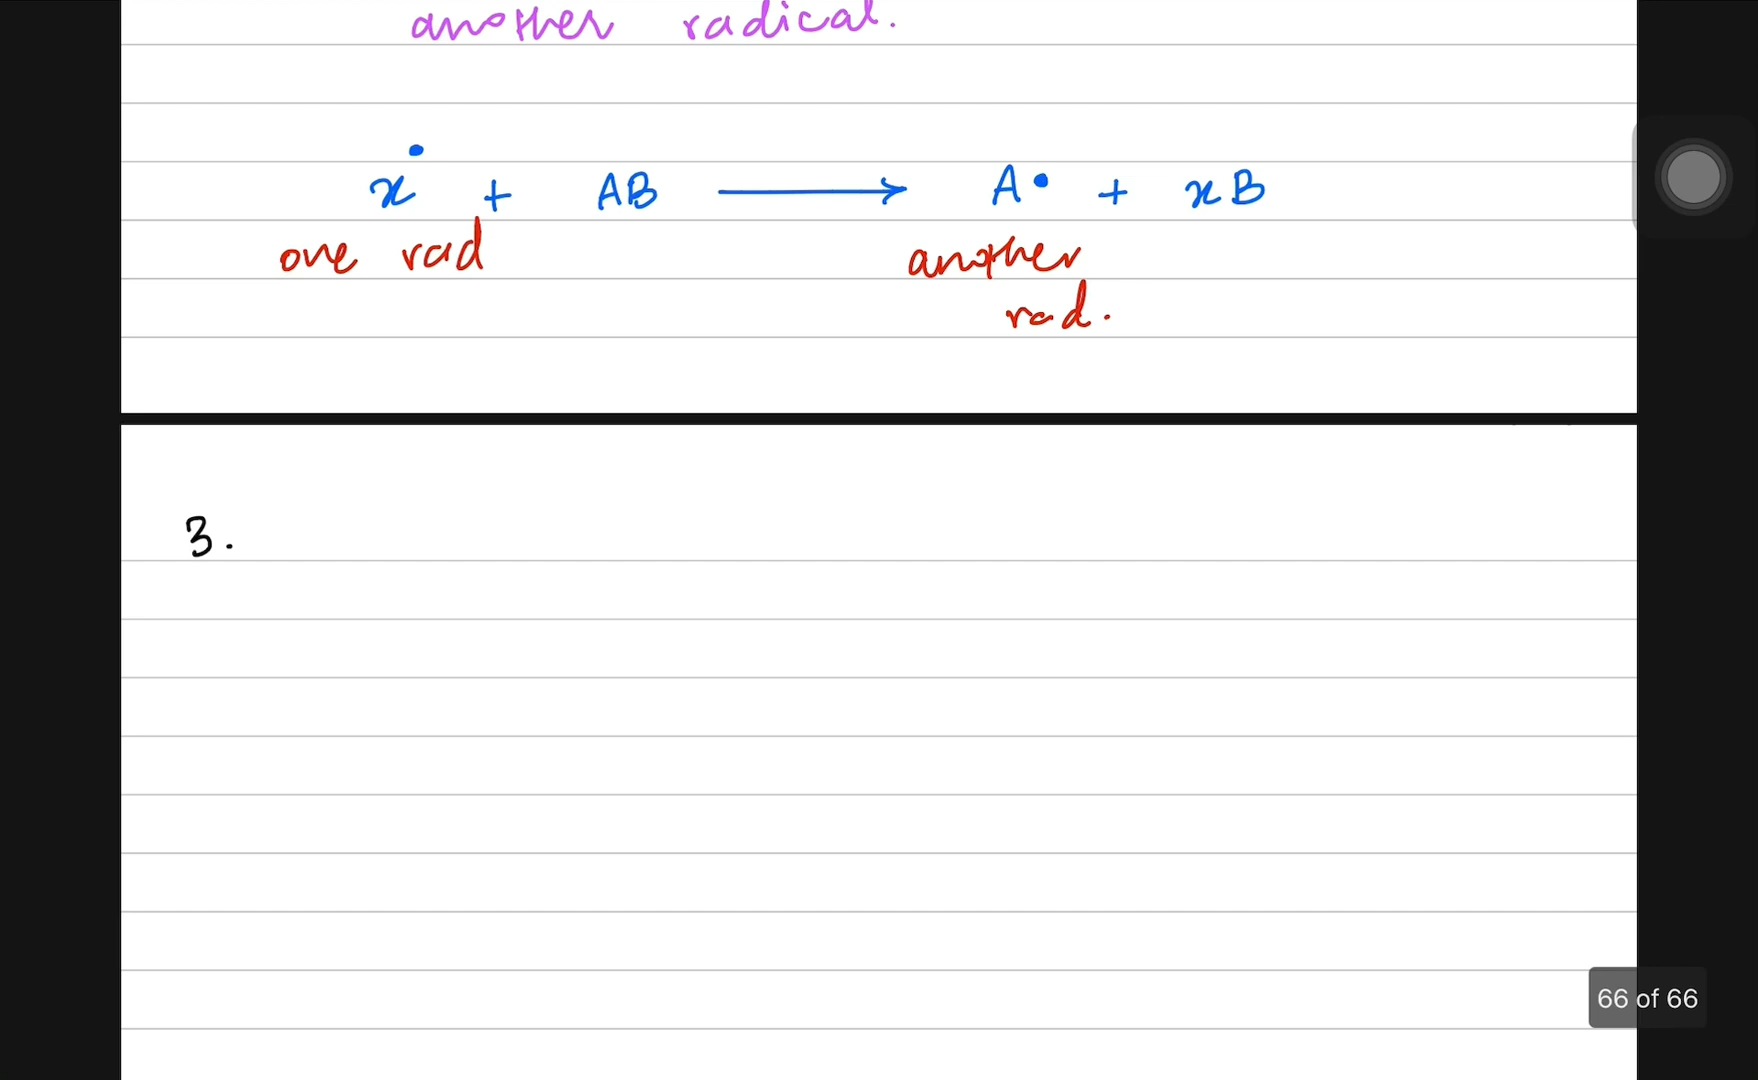 another radical.
x• + AB ⟶ A• + xB
one rad another
rad.
3.
66 of 66